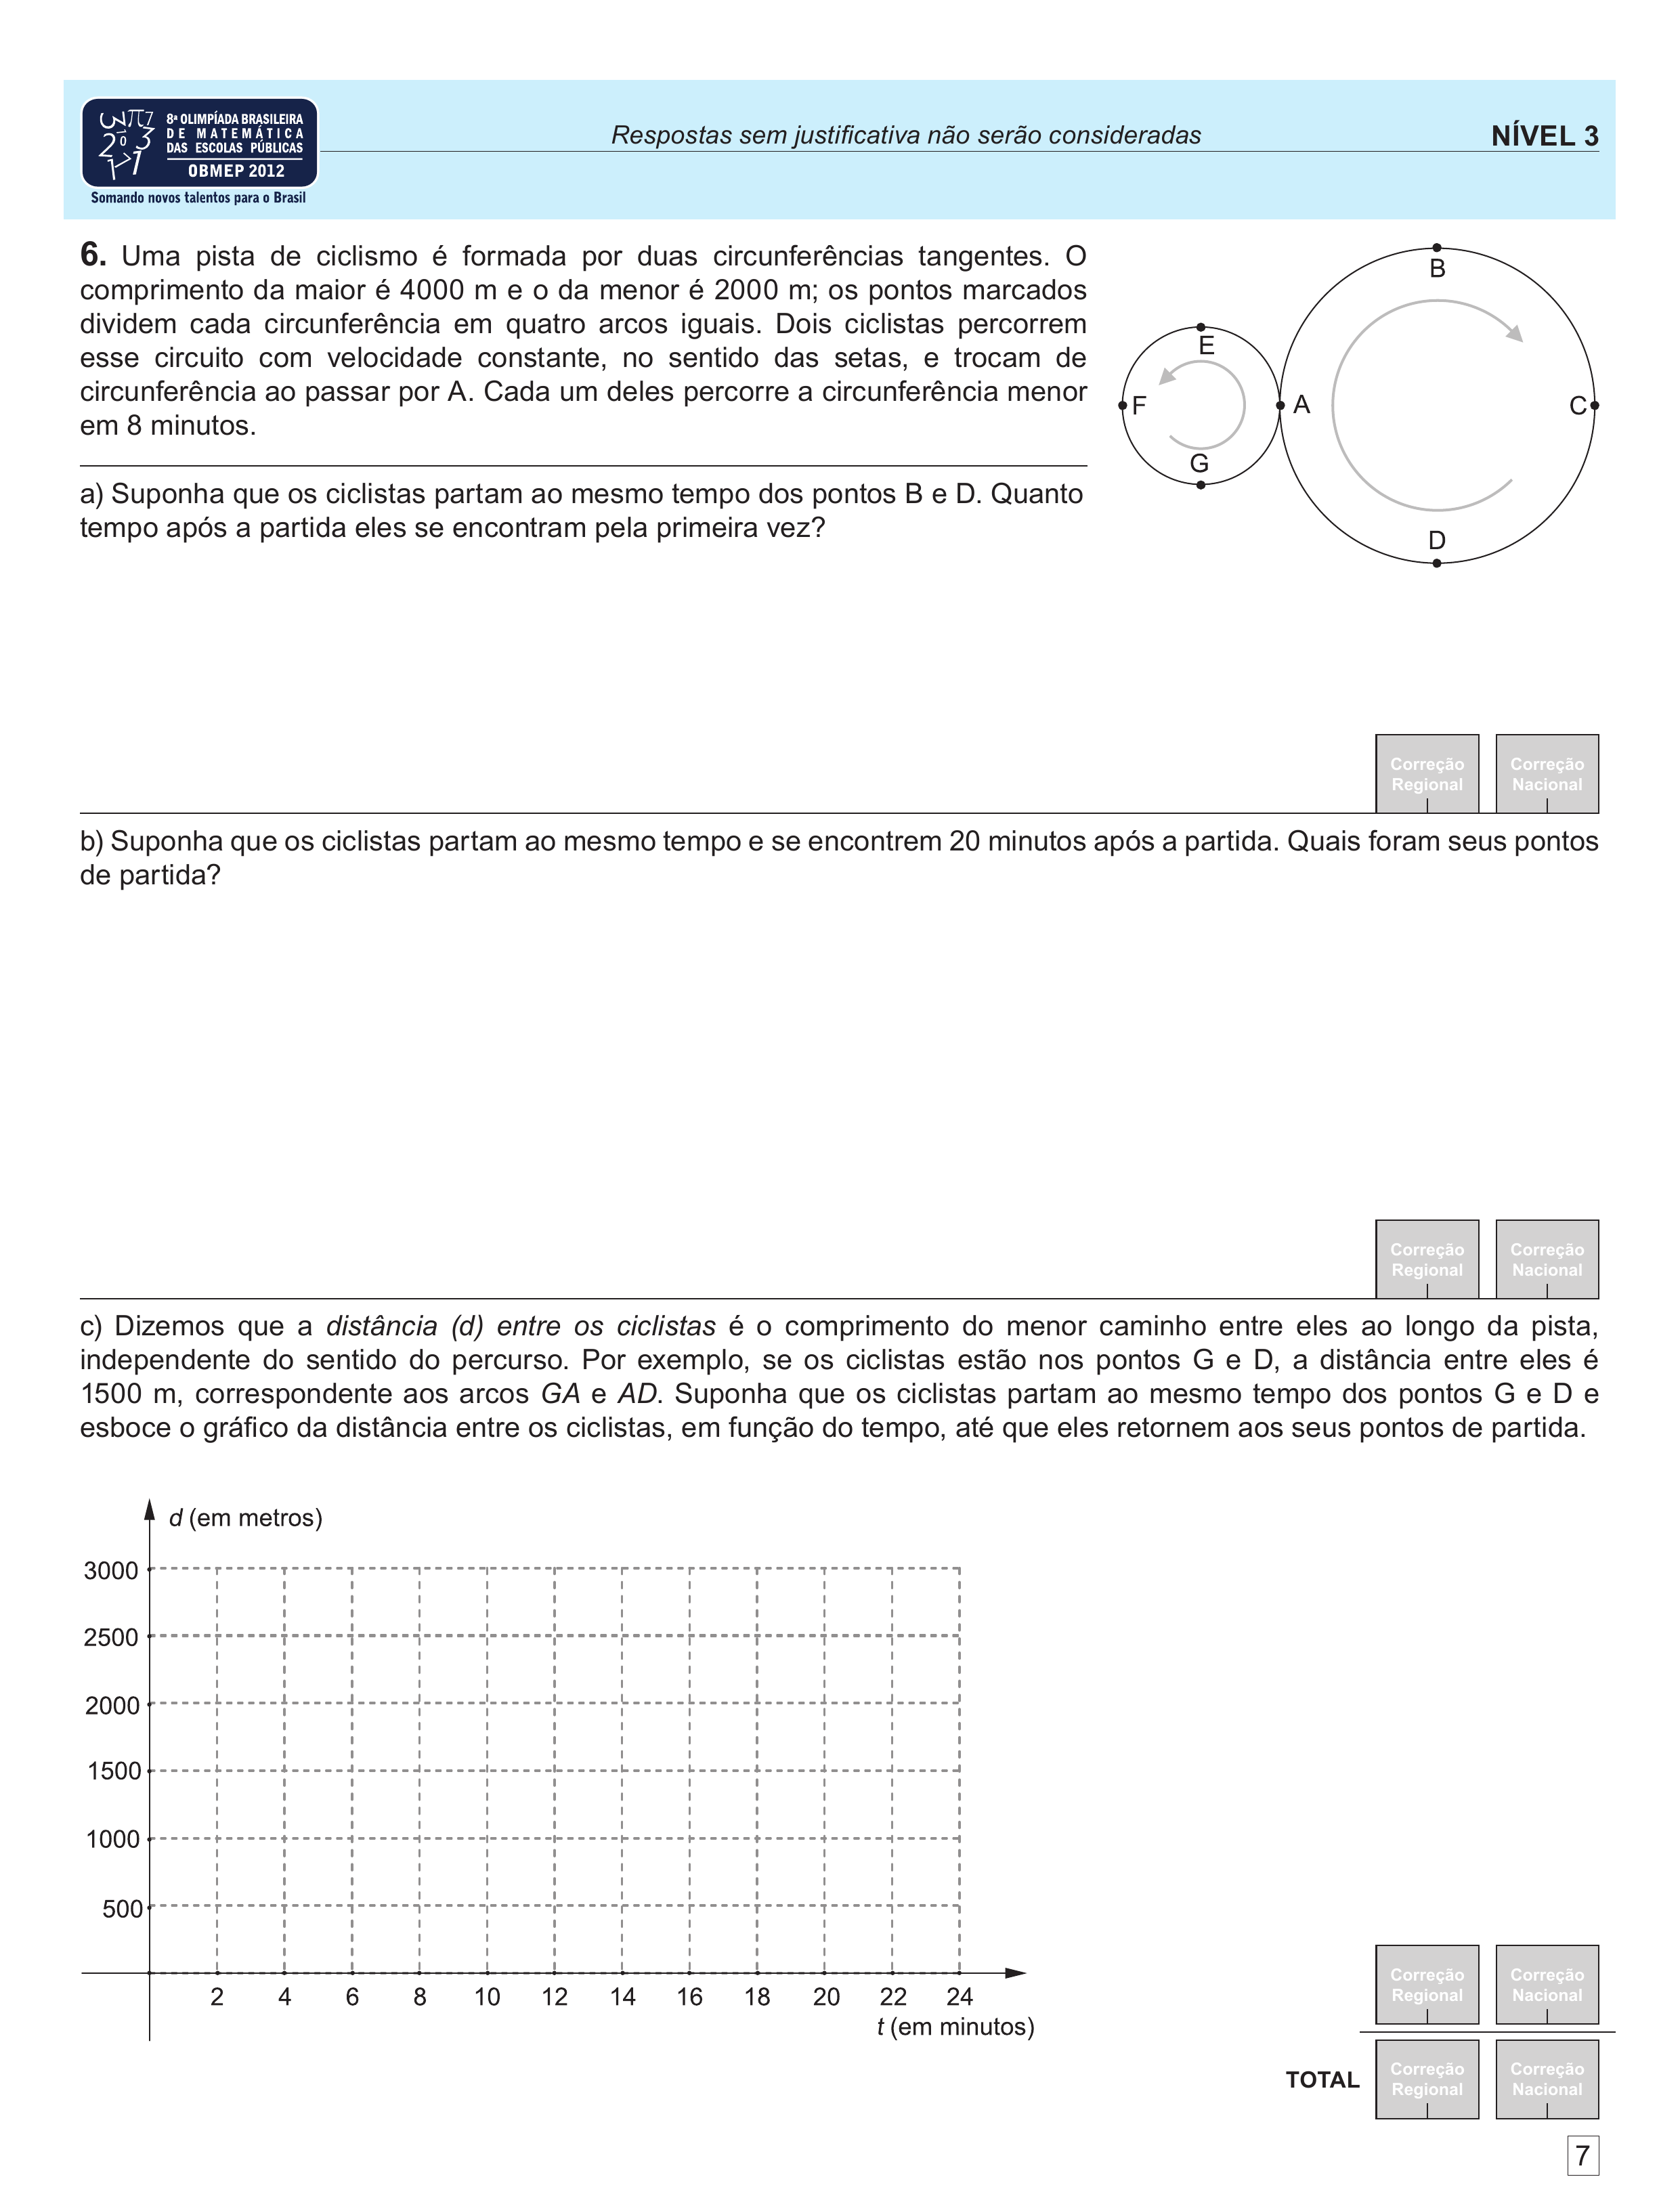 8ª OLIMPÍADA BRASILEIRA
DE MATEMÁTICA
DAS ESCOLAS PÚBLICAS
OBMEP 2012
Somando novos talentos para o Brasil
Respostas sem justificativa não serão consideradas
NÍVEL 3
6. Uma pista de ciclismo é formada por duas circunferências tangentes. O
comprimento da maior é 4000 m e o da menor é 2000 m; os pontos marcados
dividem cada circunferência em quatro arcos iguais. Dois ciclistas percorrem
esse circuito com velocidade constante, no sentido das setas, e trocam de
circunferência ao passar por A. Cada um deles percorre a circunferência menor
em 8 minutos.
B
E
F
A
C
G
D
a) Suponha que os ciclistas partam ao mesmo tempo dos pontos B e D. Quanto
tempo após a partida eles se encontram pela primeira vez?
Correção
Regional
Correção
Nacional
b) Suponha que os ciclistas partam ao mesmo tempo e se encontrem 20 minutos após a partida. Quais foram seus pontos
de partida?
Correção
Regional
Correção
Nacional
c) Dizemos que a distância (d) entre os ciclistas é o comprimento do menor caminho entre eles ao longo da pista,
independente do sentido do percurso. Por exemplo, se os ciclistas estão nos pontos G e D, a distância entre eles é
1500 m, correspondente aos arcos GA e AD. Suponha que os ciclistas partam ao mesmo tempo dos pontos G e D e
esboce o gráfico da distância entre os ciclistas, em função do tempo, até que eles retornem aos seus pontos de partida.
d (em metros)
3000
2500
2000
1500
1000
500
2 4 6 8 10 12 14 16 18 20 22 24
t (em minutos)
Correção
Regional
Correção
Nacional
TOTAL
Correção
Regional
Correção
Nacional
7